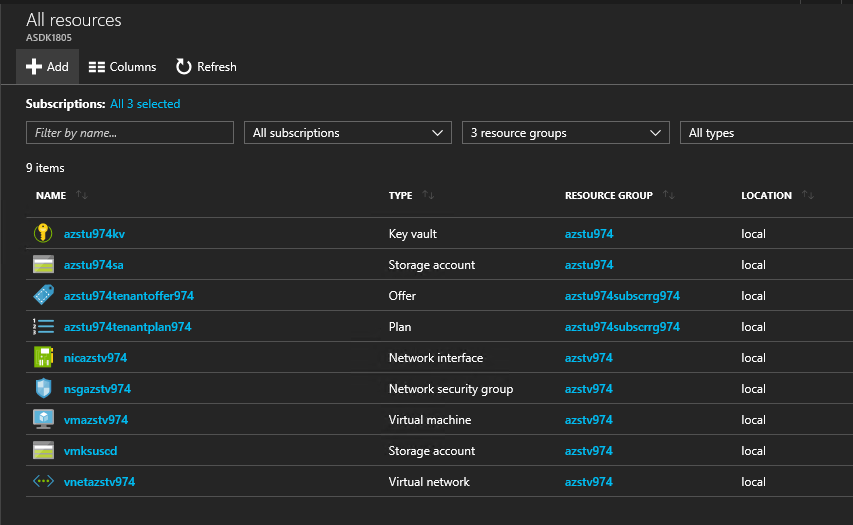 All resources
ASDK1805
Add Columns Refresh
Subscriptions: All 3 selected
Filter by name... All subscriptions 3 resource groups All types
9 items
NAME TYPE RESOURCE GROUP LOCATION
azstu974kv Key vault azstu974 local
azstu974sa Storage account azstu974 local
azstu974tenantoffer974 Offer azstu974subscrrg974 local
azstu974tenantplan974 Plan azstu974subscrrg974 local
nicazstv974 Network interface azstv974 local
nsgazstv974 Network security group azstv974 local
vmazstv974 Virtual machine azstv974 local
vmksuscd Storage account azstv974 local
vnetazstv974 Virtual network azstv974 local